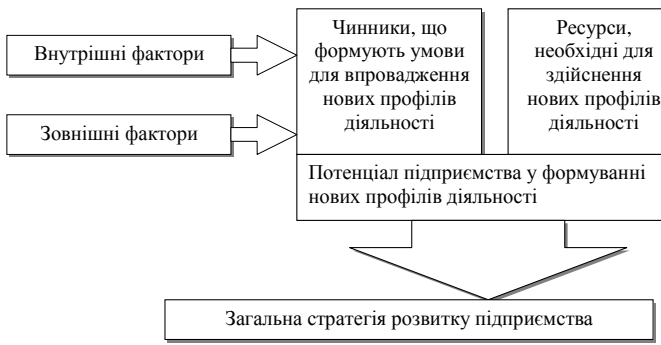 Внутрішні фактори
Зовнішні фактори
Чинники, що
формують умови
для впровадження
нових профілів
діяльності
Ресурси,
необхідні для
здійснення
нових профілів
діяльності
Потенціал підприємства у формуванні
нових профілів діяльності
Загальна стратегія розвитку підприємства